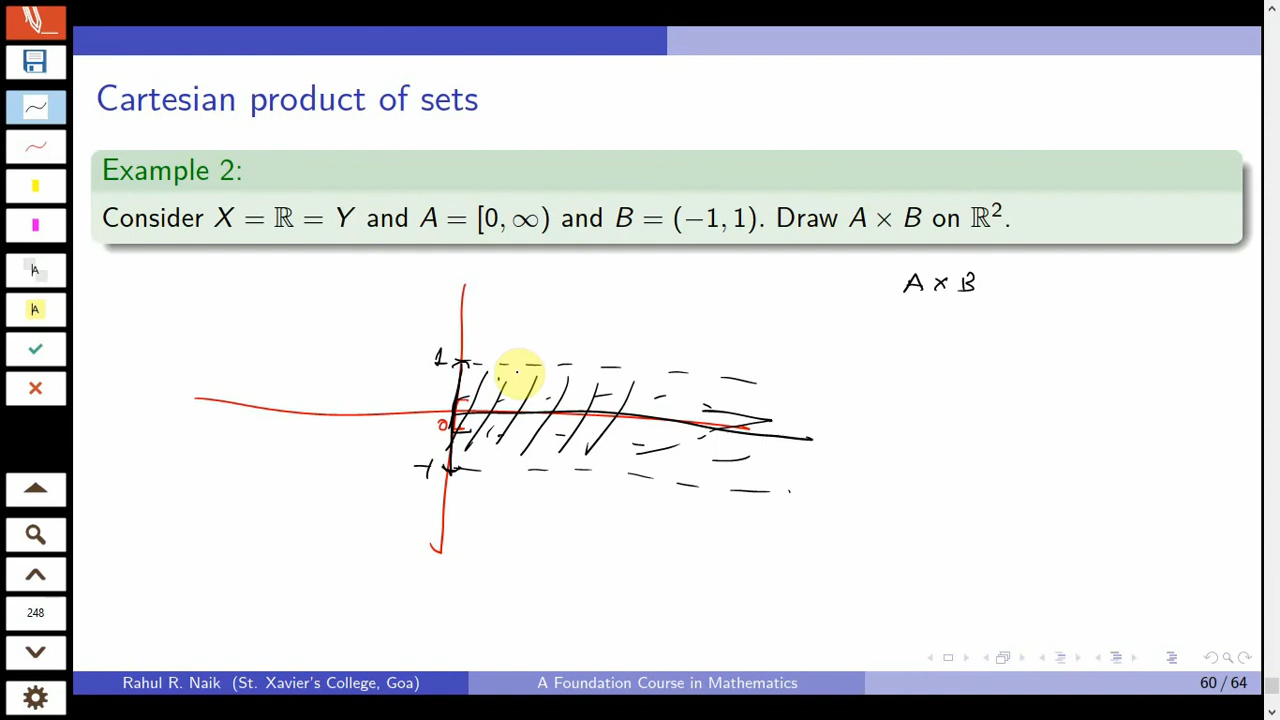 Cartesian product of sets
Example 2:
Consider X = ℝ = Y and A = [0, ∞) and B = (−1, 1). Draw A × B on ℝ².
A × B
1
0
-1
A
A
248
Rahul R. Naik (St. Xavier's College, Goa)
A Foundation Course in Mathematics
60 / 64